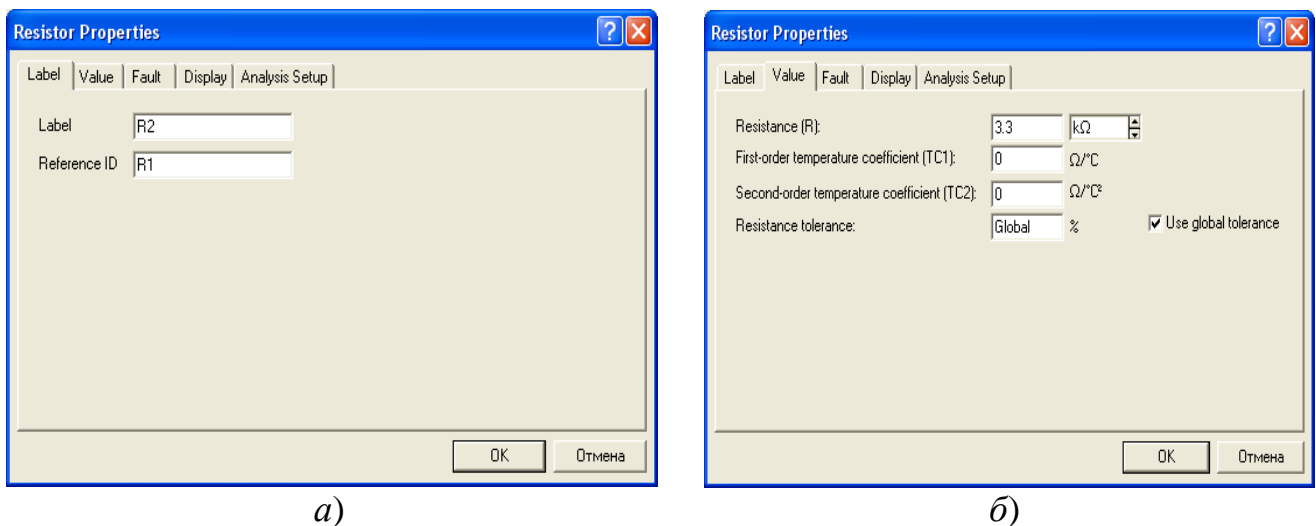 Resistor Properties
Label Value Fault Display Analysis Setup
Label R2
Reference ID R1
OK Отмена
а)
Resistor Properties
Label Value Fault Display Analysis Setup
Resistance (R): 3.3 kΩ
First-order temperature coefficient (TC1): 0 Ω/°C
Second-order temperature coefficient (TC2): 0 Ω/°C²
Resistance tolerance: Global % Use global tolerance
OK Отмена
б)